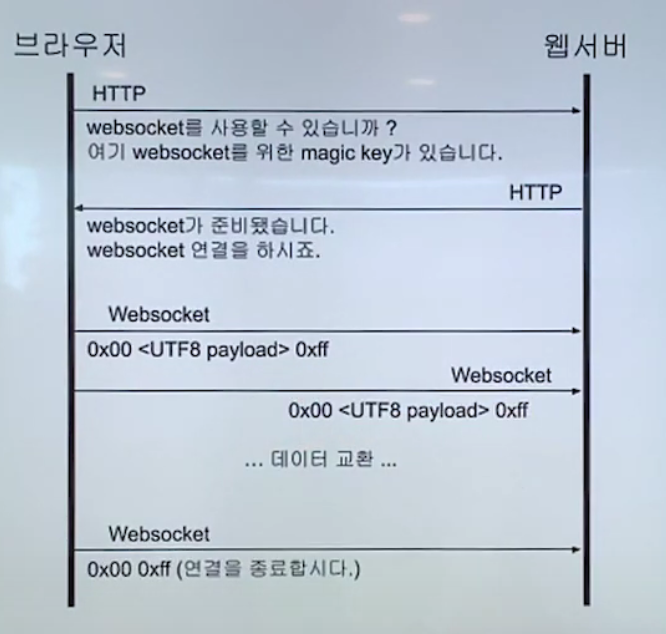 브라우저
웹서버
HTTP
websocket를 사용할 수 있습니까 ?
여기 websocket를 위한 magic key가 있습니다.
HTTP
websocket가 준비됐습니다.
websocket 연결을 하시죠.
Websocket
0x00 <UTF8 payload> 0xff
Websocket
0x00 <UTF8 payload> 0xff
... 데이터 교환 ...
Websocket
0x00 0xff (연결을 종료합시다.)